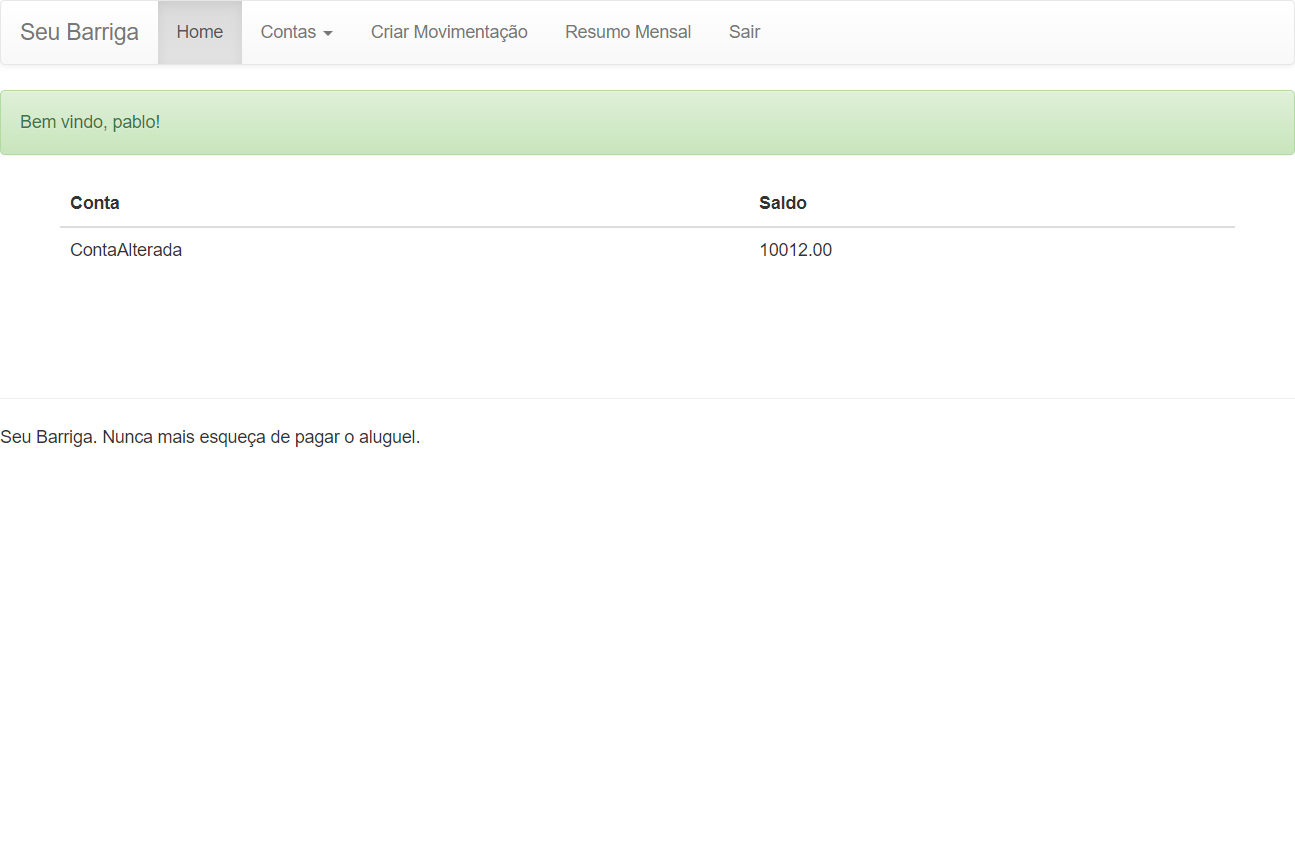 Seu Barriga Home Contas Criar Movimentação Resumo Mensal Sair
Bem vindo, pablo!
Conta Saldo
ContaAlterada 10012.00
Seu Barriga. Nunca mais esqueça de pagar o aluguel.